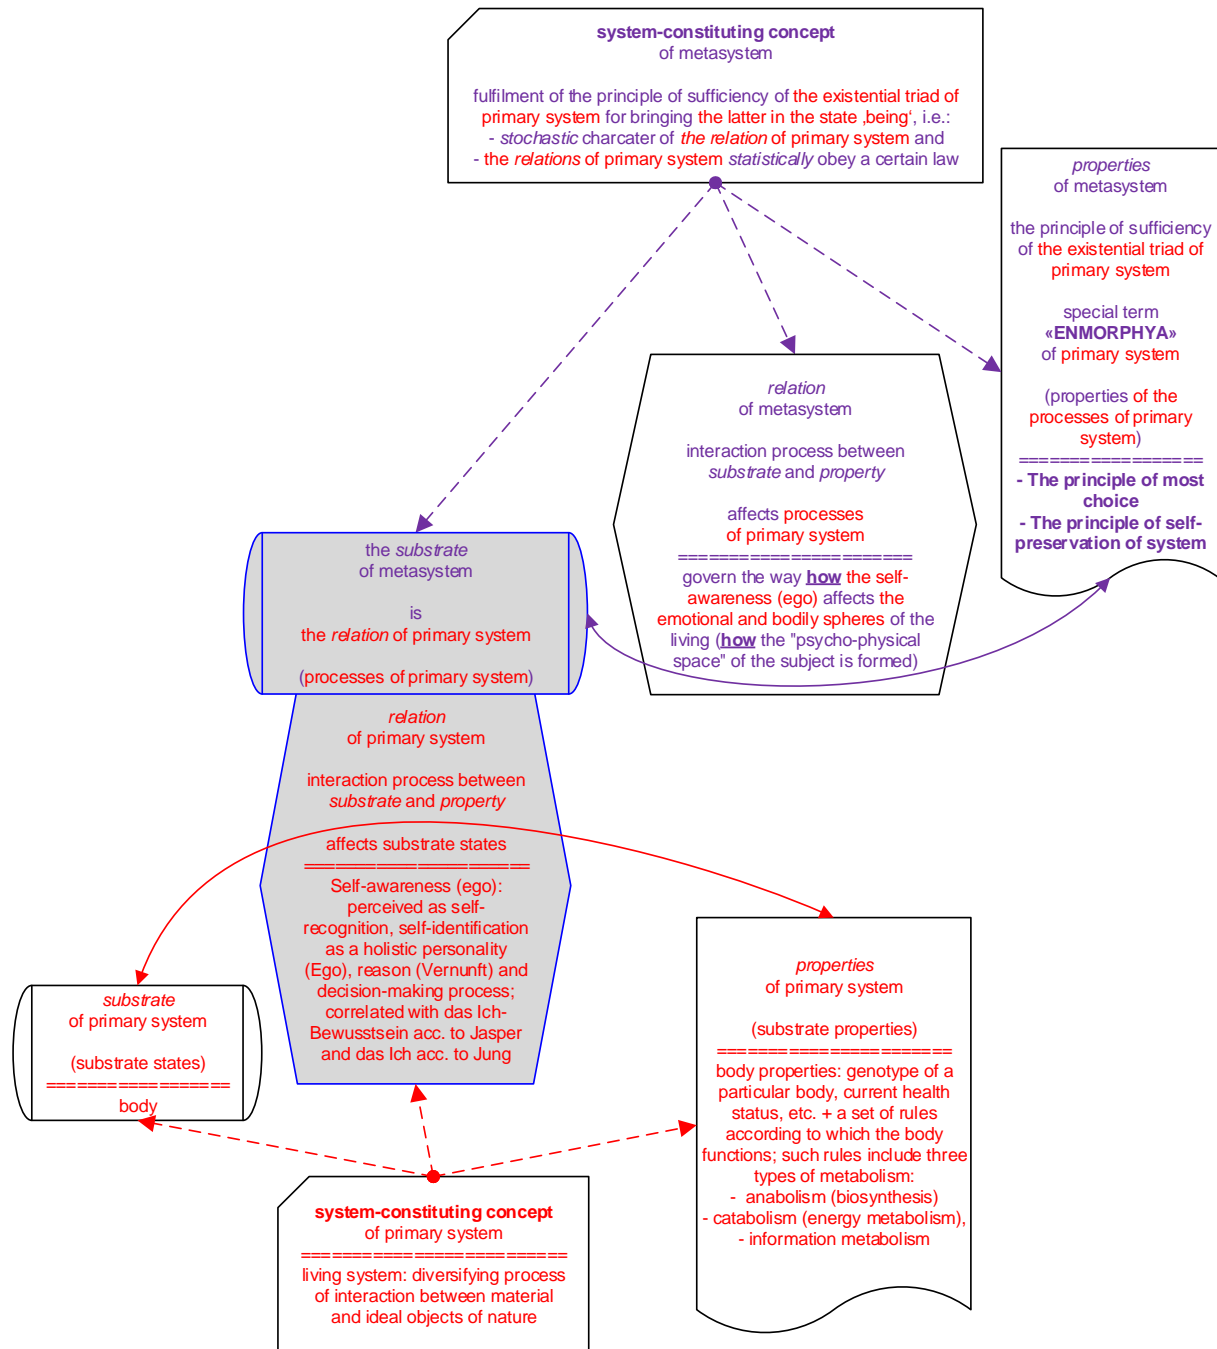 system-constituting concept
of metasystem
fulfilment of the principle of sufficiency of the existential triad of
primary system for bringing the latter in the state ‚being‘, i.e.:
- stochastic charcater of the relation of primary system and
- the relations of primary system statistically obey a certain law
properties
of metasystem
the principle of sufficiency
of the existential triad of
primary system
special term
«ENMORPHYA»
of primary system
(properties of the
processes of primary
system)
==================
- The principle of most
choice
- The principle of self-
preservation of system
relation
of metasystem
interaction process between
substrate and property
affects processes
of primary system
=======================
govern the way how the self-
awareness (ego) affects the
emotional and bodily spheres of the
living (how the "psycho-physical
space" of the subject is formed)
the substrate
of metasystem
is
the relation of primary system
(processes of primary system)
relation
of primary system
interaction process between
substrate and property
affects substrate states
======================
Self-awareness (ego):
perceived as self-
recognition, self-identification
as a holistic personality
(Ego), reason (Vernunft) and
decision-making process;
correlated with das Ich-
Bewusstsein acc. to Jasper
and das Ich acc. to Jung
substrate
of primary system
(substrate states)
==================
body
properties
of primary system
(substrate properties)
=======================
body properties: genotype of a
particular body, current health
status, etc. + a set of rules
according to which the body
functions; such rules include three
types of metabolism:
- anabolism (biosynthesis)
- catabolism (energy metabolism),
- information metabolism
system-constituting concept
of primary system
==========================
living system: diversifying process
of interaction between material
and ideal objects of nature